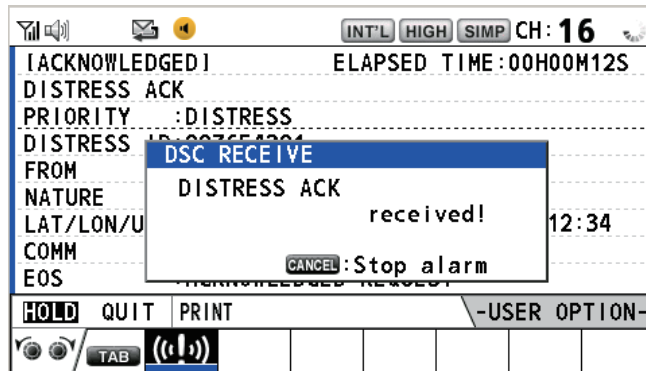 INT'L HIGH SIMP CH: 16
[ACKNOWLEDGED] ELAPSED TIME:00H00M12S
DISTRESS ACK
PRIORITY :DISTRESS
DISTRESS
DSC RECEIVE
FROM
DISTRESS ACK
NATURE
received!
LAT/LON/U 12:34
COMM
CANCEL :Stop alarm
EOS
HOLD QUIT PRINT -USER OPTION-
TAB